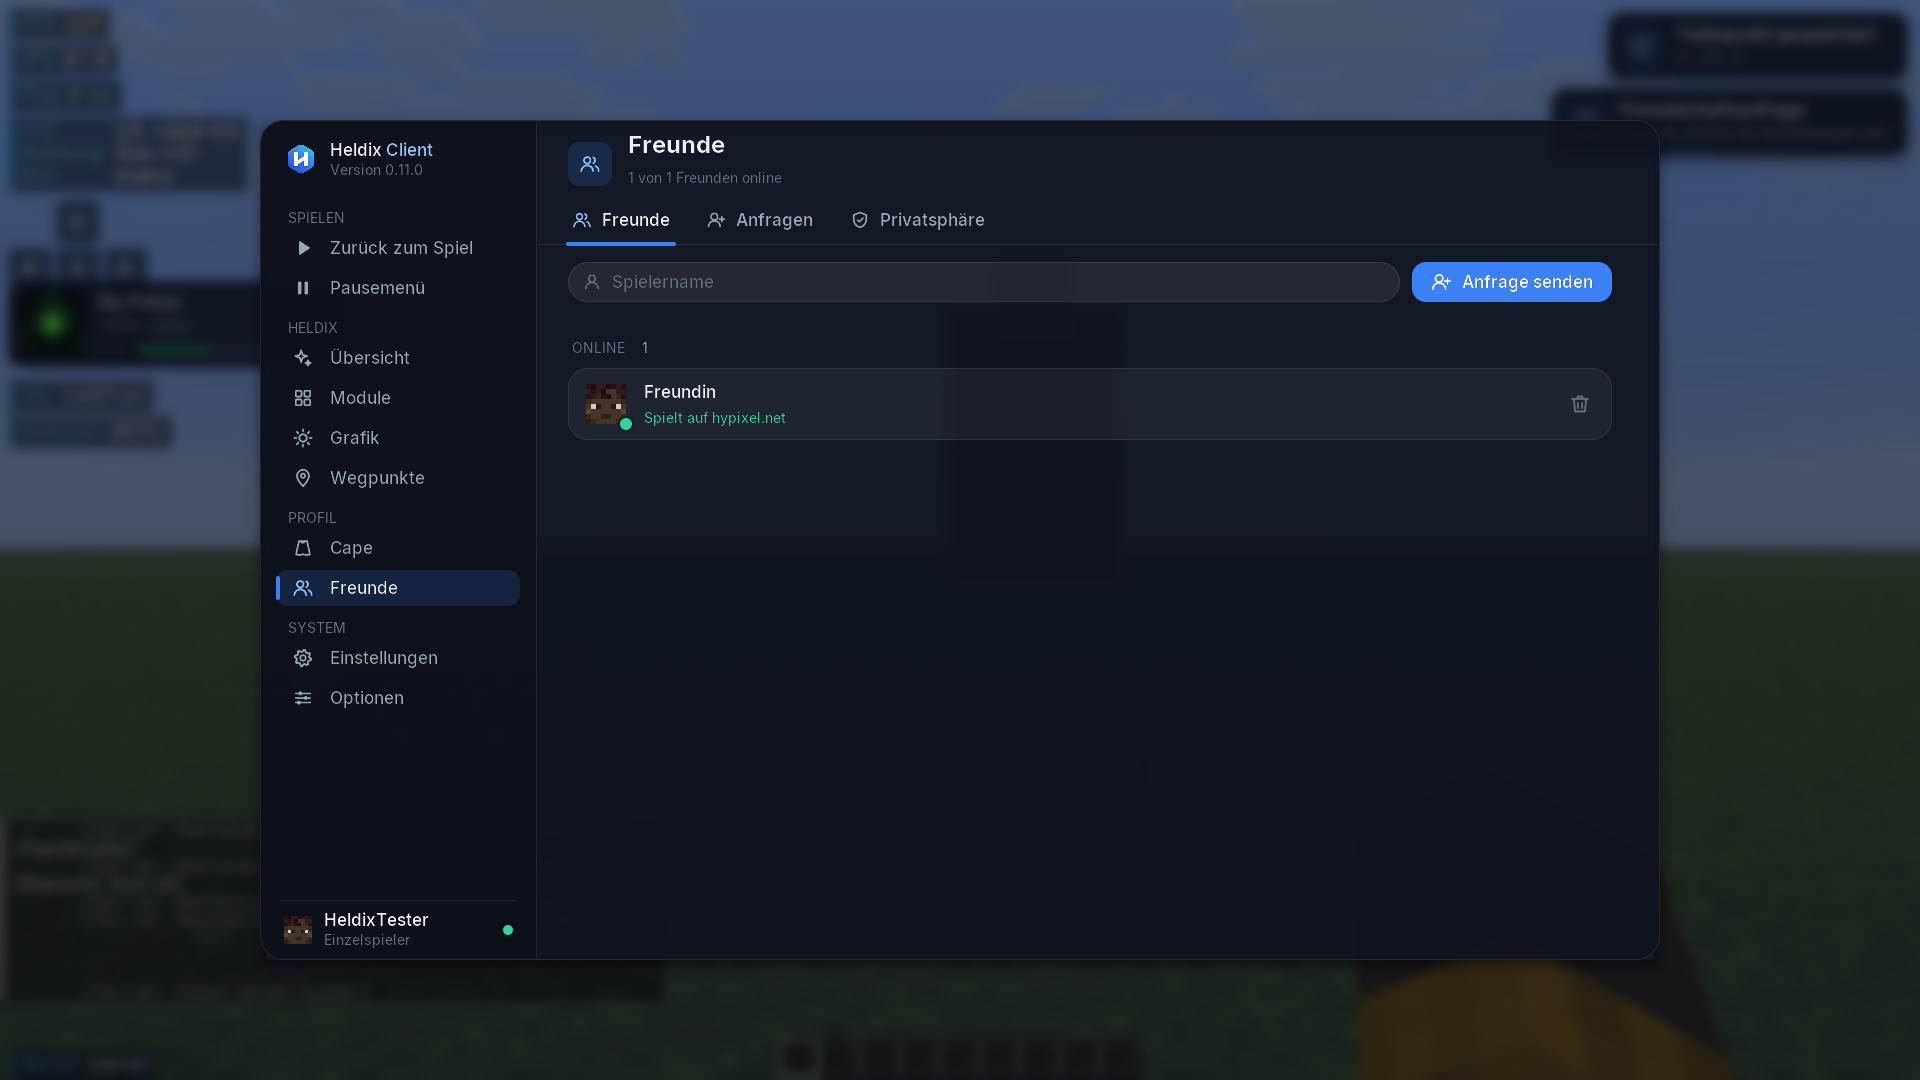 Heldix Client
Version 0.11.0
SPIELEN
Zurück zum Spiel
Pausemenü
HELDIX
Übersicht
Module
Grafik
Wegpunkte
PROFIL
Cape
Freunde
SYSTEM
Einstellungen
Optionen
HeldixTester
Einzelspieler
Freunde
1 von 1 Freunden online
Freunde
Anfragen
Privatsphäre
Spielername
Anfrage senden
ONLINE 1
Freundin
Spielt auf hypixel.net